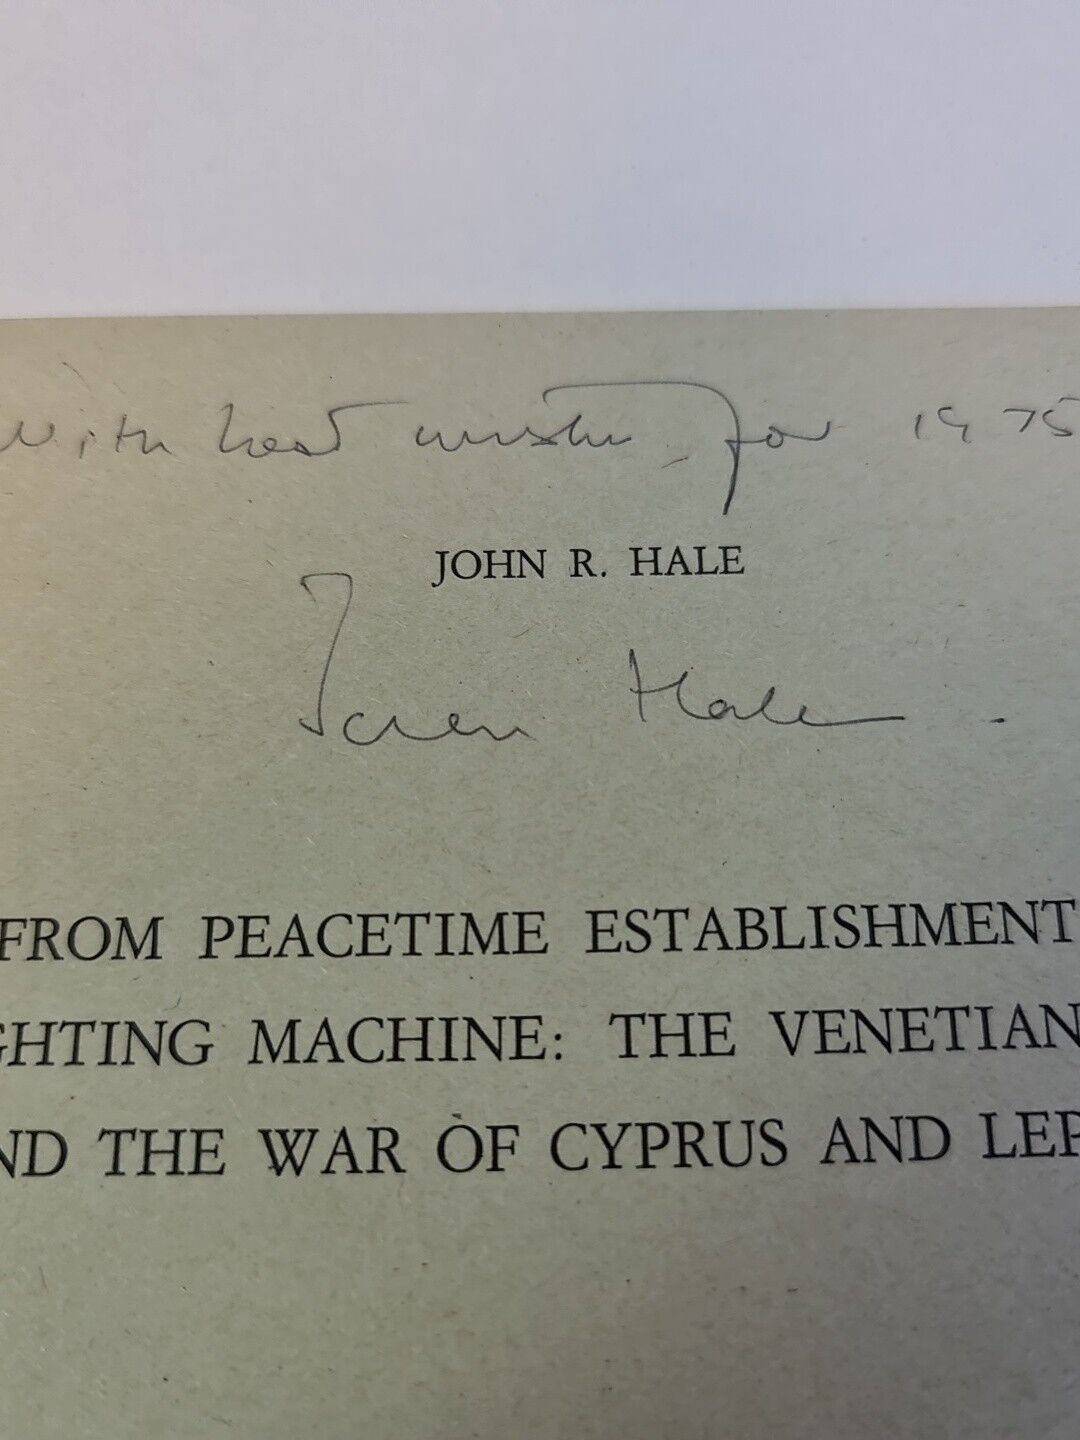 With best wishes for 1975
JOHN R. HALE
Hale
FROM PEACETIME ESTABLISHMENT
GHTING MACHINE: THE VENETIAN
ND THE WAR OF CYPRUS AND LEP